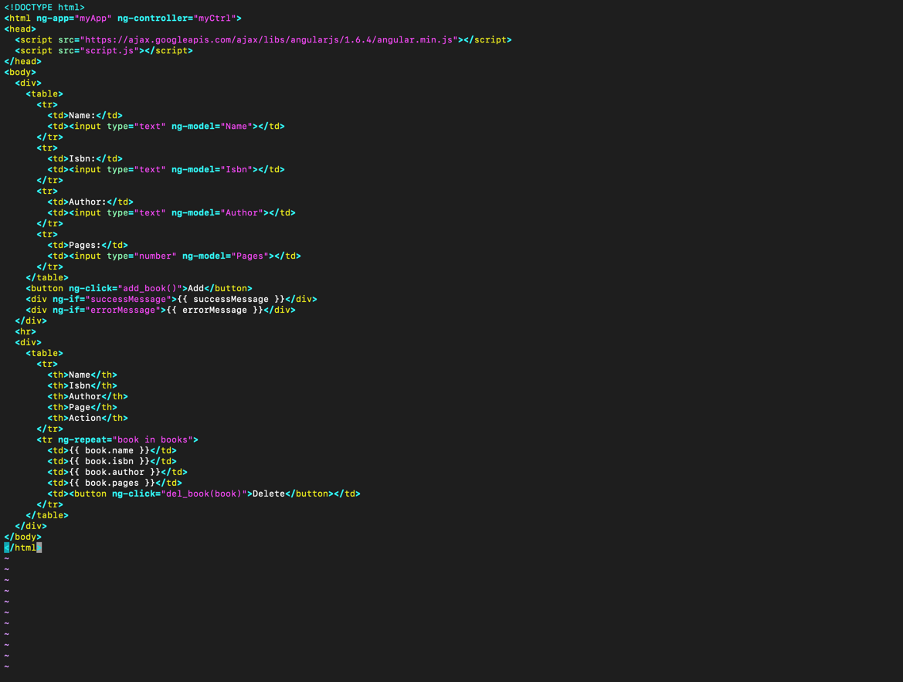 <!DOCTYPE html>
<html ng-app="myApp" ng-controller="myCtrl">
<head>
  <script src="https://ajax.googleapis.com/ajax/libs/angularjs/1.6.4/angular.min.js"></script>
  <script src="script.js"></script>
</head>
<body>
  <div>
    <table>
      <tr>
        <td>Name:</td>
        <td><input type="text" ng-model="Name"></td>
      </tr>
      <tr>
        <td>Isbn:</td>
        <td><input type="text" ng-model="Isbn"></td>
      </tr>
      <tr>
        <td>Author:</td>
        <td><input type="text" ng-model="Author"></td>
      </tr>
      <tr>
        <td>Pages:</td>
        <td><input type="number" ng-model="Pages"></td>
      </tr>
    </table>
    <button ng-click="add_book()">Add</button>
    <div ng-if="successMessage">{{ successMessage }}</div>
    <div ng-if="errorMessage">{{ errorMessage }}</div>
  </div>
  <hr>
  <div>
    <table>
      <tr>
        <th>Name</th>
        <th>Isbn</th>
        <th>Author</th>
        <th>Page</th>
        <th>Action</th>
      </tr>
      <tr ng-repeat="book in books">
        <td>{{ book.name }}</td>
        <td>{{ book.isbn }}</td>
        <td>{{ book.author }}</td>
        <td>{{ book.pages }}</td>
        <td><button ng-click="del_book(book)">Delete</button></td>
      </tr>
    </table>
  </div>
</body>
</html>
~
~
~
~
~
~
~
~
~
~
~